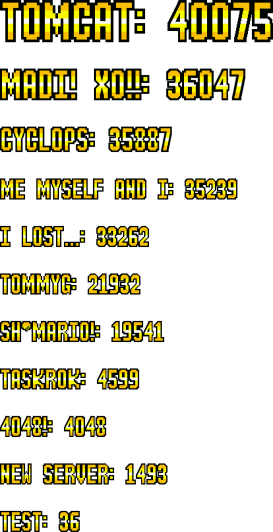 TOMCAT: 40075
MADI! XO!!: 36047
CYCLOPS: 35887
ME MYSELF AND I: 35239
I LOST...: 33262
TOMMYG: 21932
SH*MARIO!: 19541
TASKROK: 4599
4048!: 4048
NEW SERVER: 1493
TEST: 36